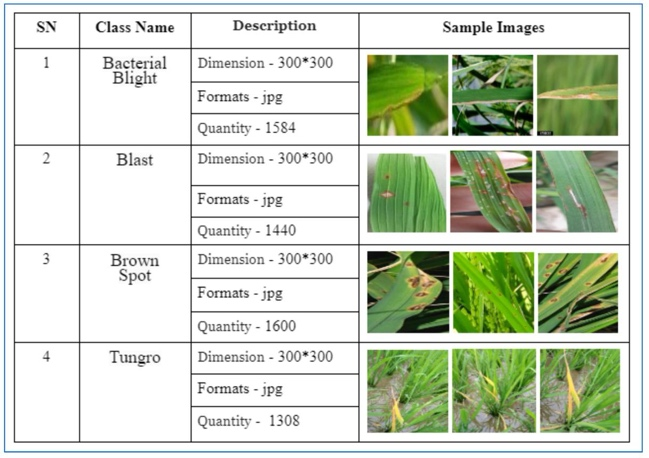 SN Class Name Description Sample Images
1 Bacterial Blight Dimension - 300*300
Formats - jpg
Quantity - 1584
2 Blast Dimension - 300*300
Formats - jpg
Quantity - 1440
3 Brown Spot Dimension - 300*300
Formats - jpg
Quantity - 1600
4 Tungro Dimension - 300*300
Formats - jpg
Quantity - 1308